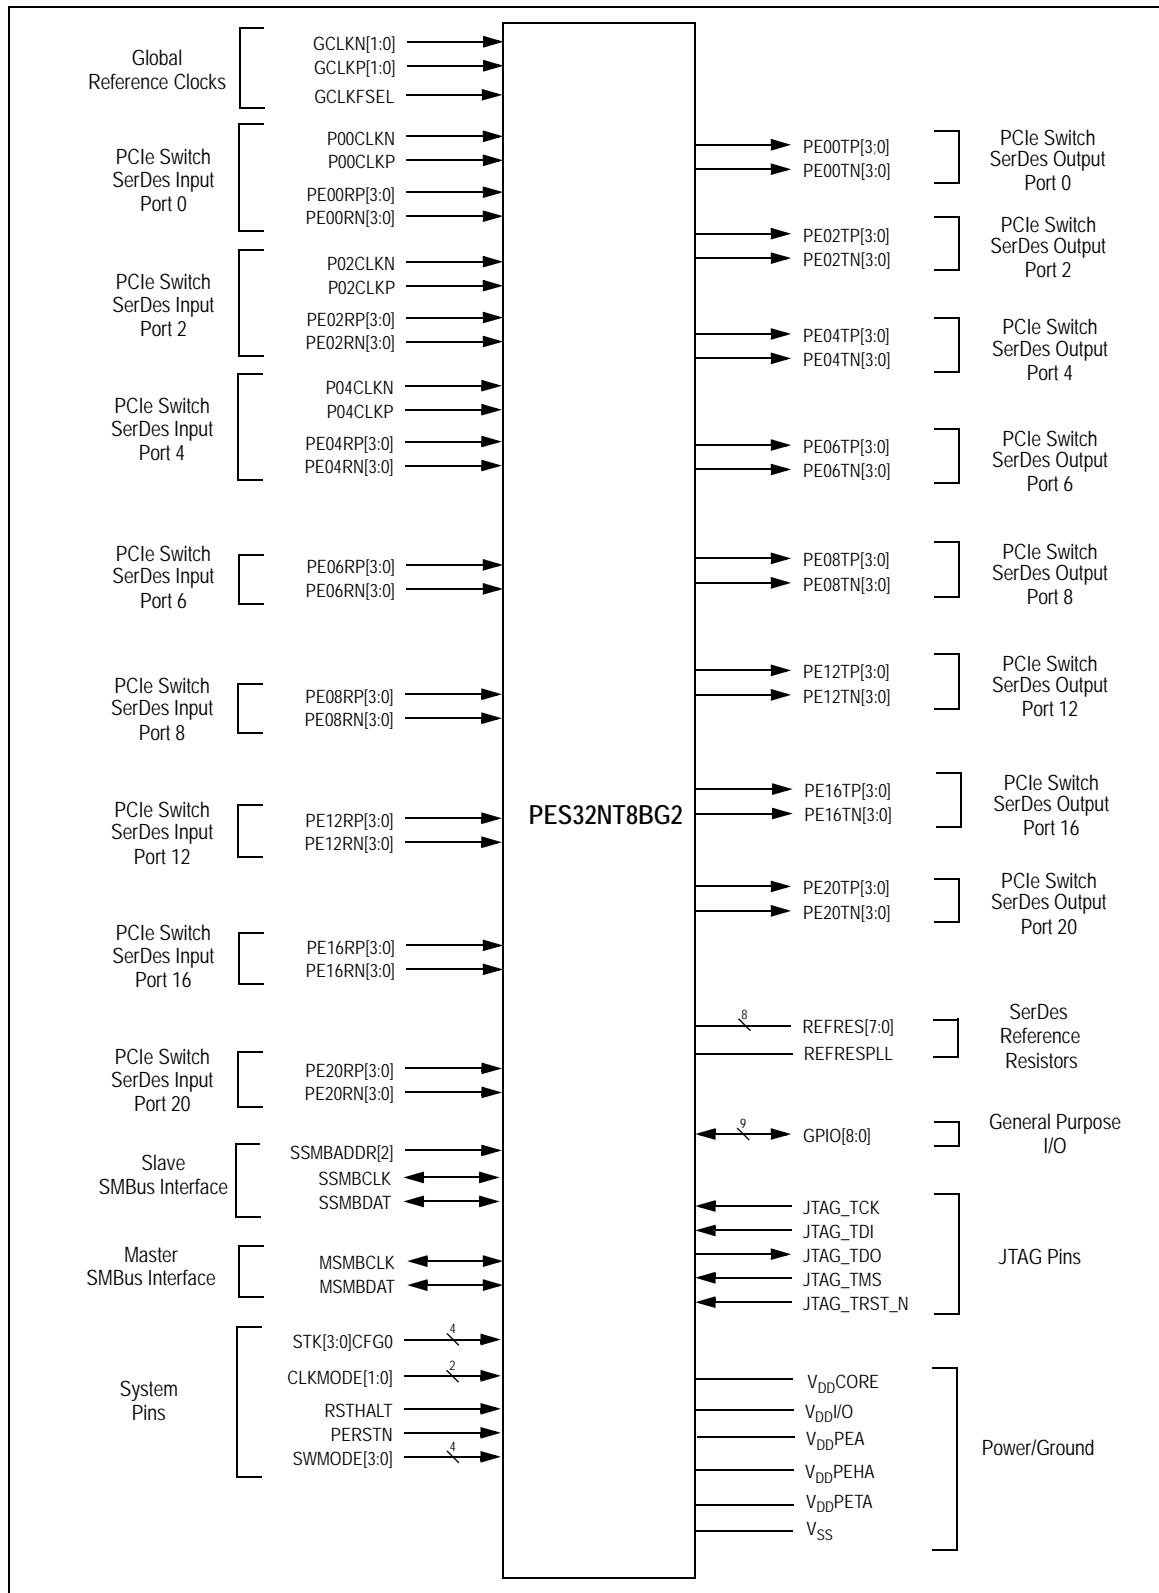 Global
Reference Clocks
GCLKN[1:0]
GCLKP[1:0]
GCLKFSEL
PCIe Switch
SerDes Input
Port 0
P00CLKN
P00CLKP
PE00RP[3:0]
PE00RN[3:0]
PCIe Switch
SerDes Input
Port 2
P02CLKN
P02CLKP
PE02RP[3:0]
PE02RN[3:0]
PCIe Switch
SerDes Input
Port 4
P04CLKN
P04CLKP
PE04RP[3:0]
PE04RN[3:0]
PCIe Switch
SerDes Input
Port 6
PE06RP[3:0]
PE06RN[3:0]
PCIe Switch
SerDes Input
Port 8
PE08RP[3:0]
PE08RN[3:0]
PCIe Switch
SerDes Input
Port 12
PE12RP[3:0]
PE12RN[3:0]
PCIe Switch
SerDes Input
Port 16
PE16RP[3:0]
PE16RN[3:0]
PCIe Switch
SerDes Input
Port 20
PE20RP[3:0]
PE20RN[3:0]
Slave
SMBus Interface
SSMBADDR[2]
SSMBCLK
SSMBDAT
Master
SMBus Interface
MSMBCLK
MSMBDAT
System
Pins
STK[3:0]CFG0
4
CLKMODE[1:0]
2
RSTHALT
PERSTN
SWMODE[3:0]
4
PES32NT8BG2
PE00TP[3;0]
PE00TN[3:0]
PCIe Switch
SerDes Output
Port 0
PE02TP[3:0]
PE02TN[3:0]
PCIe Switch
SerDes Output
Port 2
PE04TP[3:0]
PE04TN[3:0]
PCIe Switch
SerDes Output
Port 4
PE06TP[3:0]
PE06TN[3:0]
PCIe Switch
SerDes Output
Port 6
PE08TP[3:0]
PE08TN[3:0]
PCIe Switch
SerDes Output
Port 8
PE12TP[3:0]
PE12TN[3:0]
PCIe Switch
SerDes Output
Port 12
PE16TP[3:0]
PE16TN[3:0]
PCIe Switch
SerDes Output
Port 16
PE20TP[3:0]
PE20TN[3:0]
PCIe Switch
SerDes Output
Port 20
8
REFRES[7:0]
REFRESPLL
SerDes
Reference
Resistors
9
GPIO[8:0]
General Purpose
I/O
JTAG_TCK
JTAG_TDI
JTAG_TDO
JTAG_TMS
JTAG_TRST_N
JTAG Pins
VDDCORE
VDDI/O
VDDPEA
VDDPEHA
VDDPETA
VSS
Power/Ground